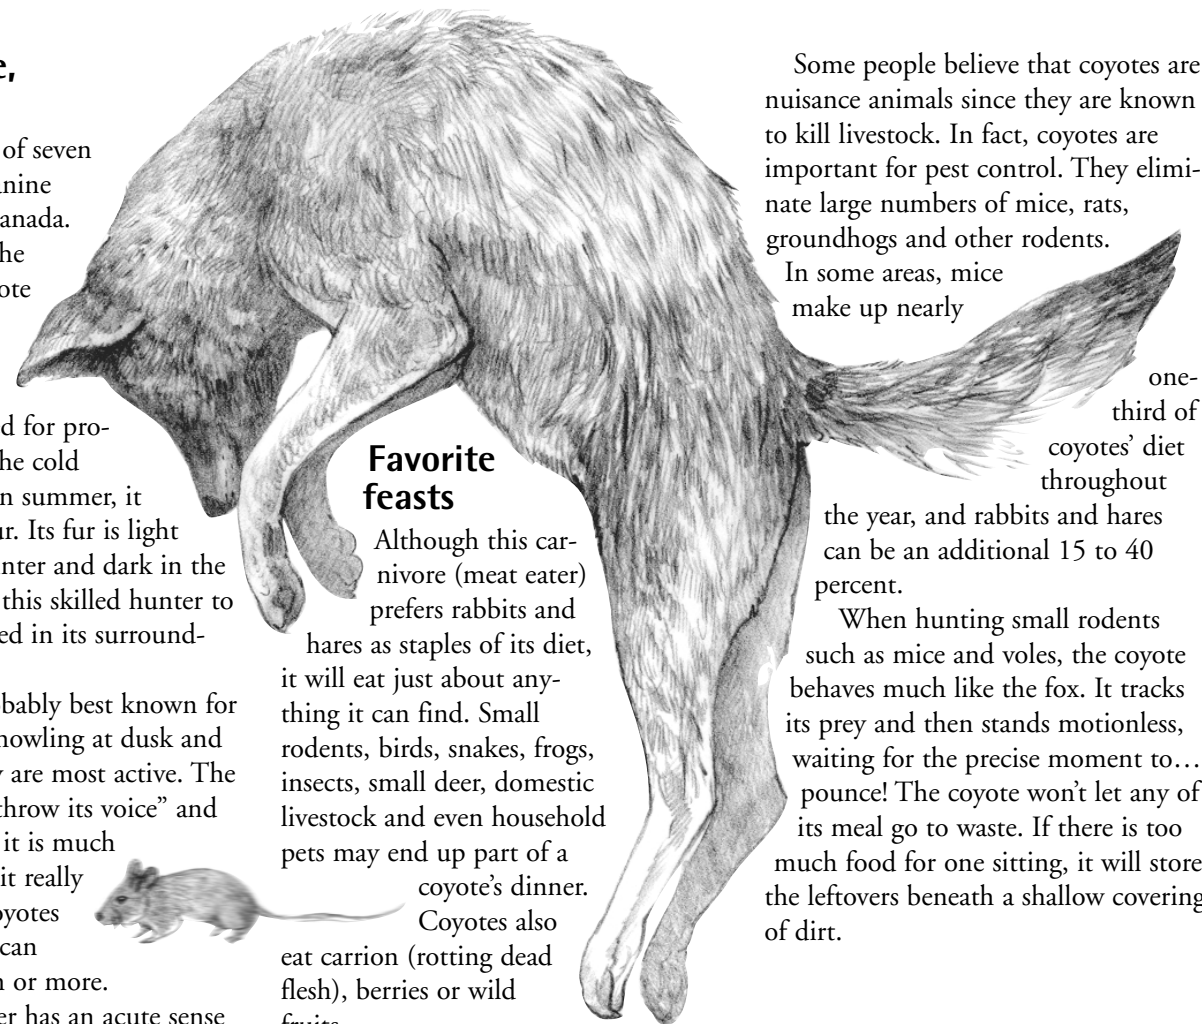 e,
of seven
anine
anada.
he
ote
d for pro-
he cold
n summer, it
ur. Its fur is light
nter and dark in the
this skilled hunter to
ed in its surround-
bably best known for
howling at dusk and
y are most active. The
throw its voice” and
it is much
it really
oyotes
can
n or more.
er has an acute sense
Favorite
feasts
Although this car-
nivore (meat eater)
prefers rabbits and
hares as staples of its diet,
it will eat just about any-
thing it can find. Small
rodents, birds, snakes, frogs,
insects, small deer, domestic
livestock and even household
pets may end up part of a
coyote’s dinner.
Coyotes also
eat carrion (rotting dead
flesh), berries or wild
fruits.
Some people believe that coyotes are
nuisance animals since they are known
to kill livestock. In fact, coyotes are
important for pest control. They elimi-
nate large numbers of mice, rats,
groundhogs and other rodents.
In some areas, mice
make up nearly
one-
third of
coyotes’ diet
throughout
the year, and rabbits and hares
can be an additional 15 to 40
percent.
When hunting small rodents
such as mice and voles, the coyote
behaves much like the fox. It tracks
its prey and then stands motionless,
waiting for the precise moment to…
pounce! The coyote won’t let any of
its meal go to waste. If there is too
much food for one sitting, it will store
the leftovers beneath a shallow covering
of dirt.